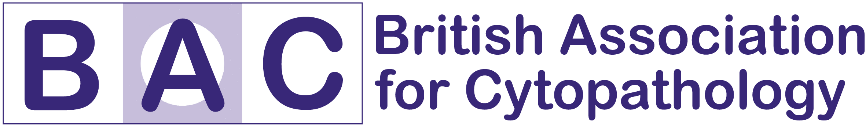 BAC
British Association
for Cytopathology